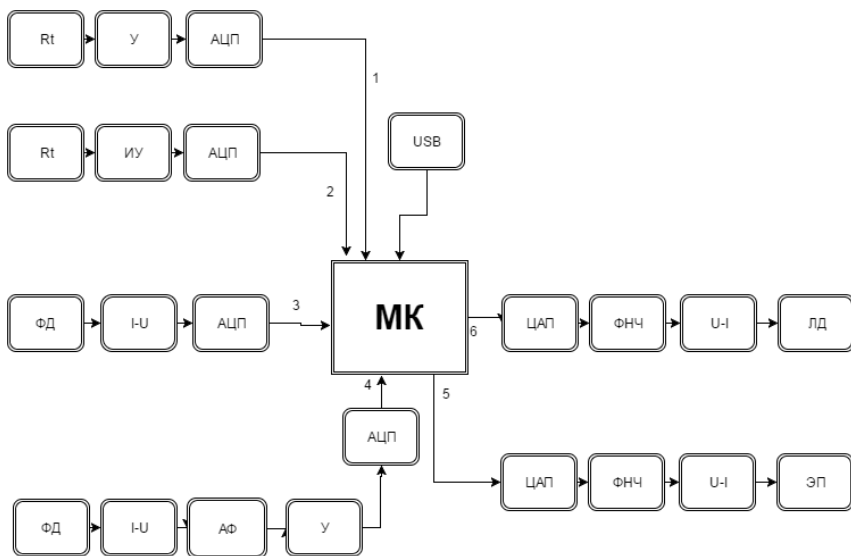 Rt
У
АЦП
1
Rt
ИУ
АЦП
2
USB
ФД
I-U
АЦП
3
МК
6
ЦАП
ФНЧ
U-I
ЛД
4
5
АЦП
ЦАП
ФНЧ
U-I
ЭП
ФД
I-U
АФ
У